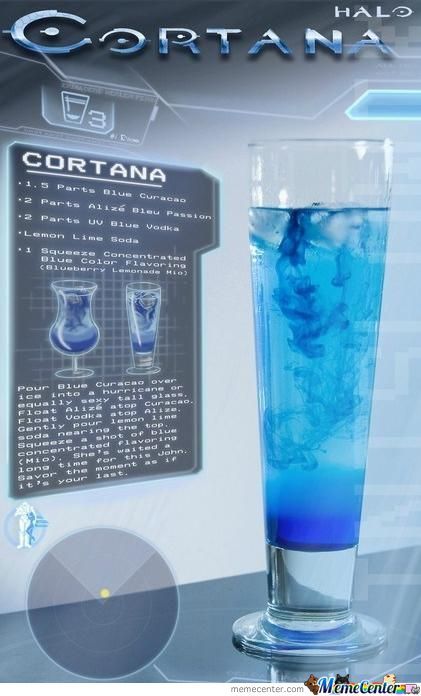 HALO
CORTANA
3
CORTANA
•1.5 Parts Blue Curacao
•2 Parts Alizé Bleu Passion
•2 Parts UV Blue Vodka
•Lemon Lime Soda
•1 Squeeze Concentrated
Blue Color Flavoring
(Blueberry Lemonade Mio)
Pour Blue Curacao over
ice into a hurricane or
equally sexy tall glass.
Float Alizé atop Curacao.
Float Vodka atop Alize.
Gently pour lemon lime
soda nearing the top.
Squeeze a shot of blue
concentrated flavoring
(Mio). She's waited a
long time for this John.
Savor the moment as if
it's your last.
memecenter.com MemeCenter